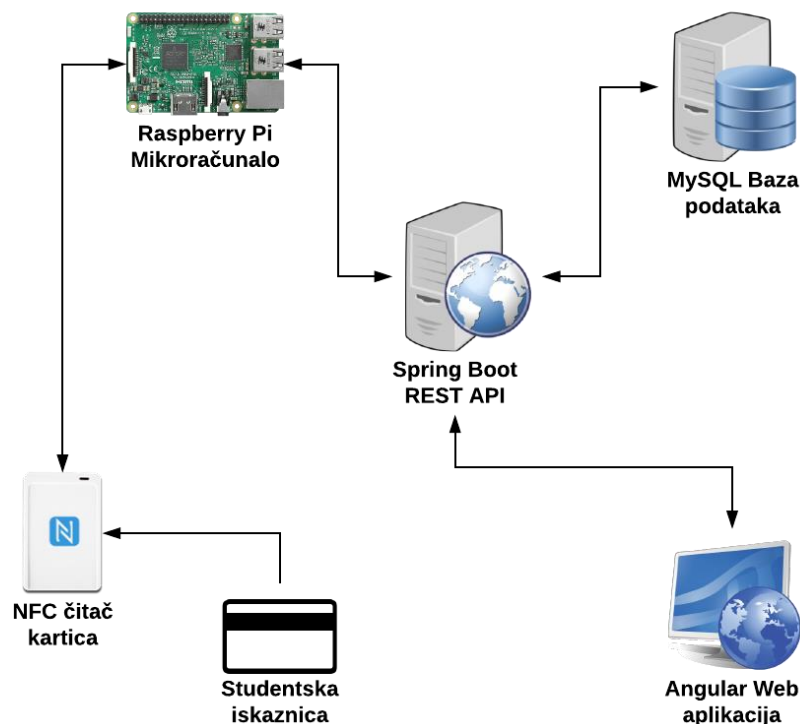 Raspberry Pi
Mikroračunalo
MySQL Baza
podataka
Spring Boot
REST API
NFC čitač
kartica
Studentska
iskaznica
Angular Web
aplikacija